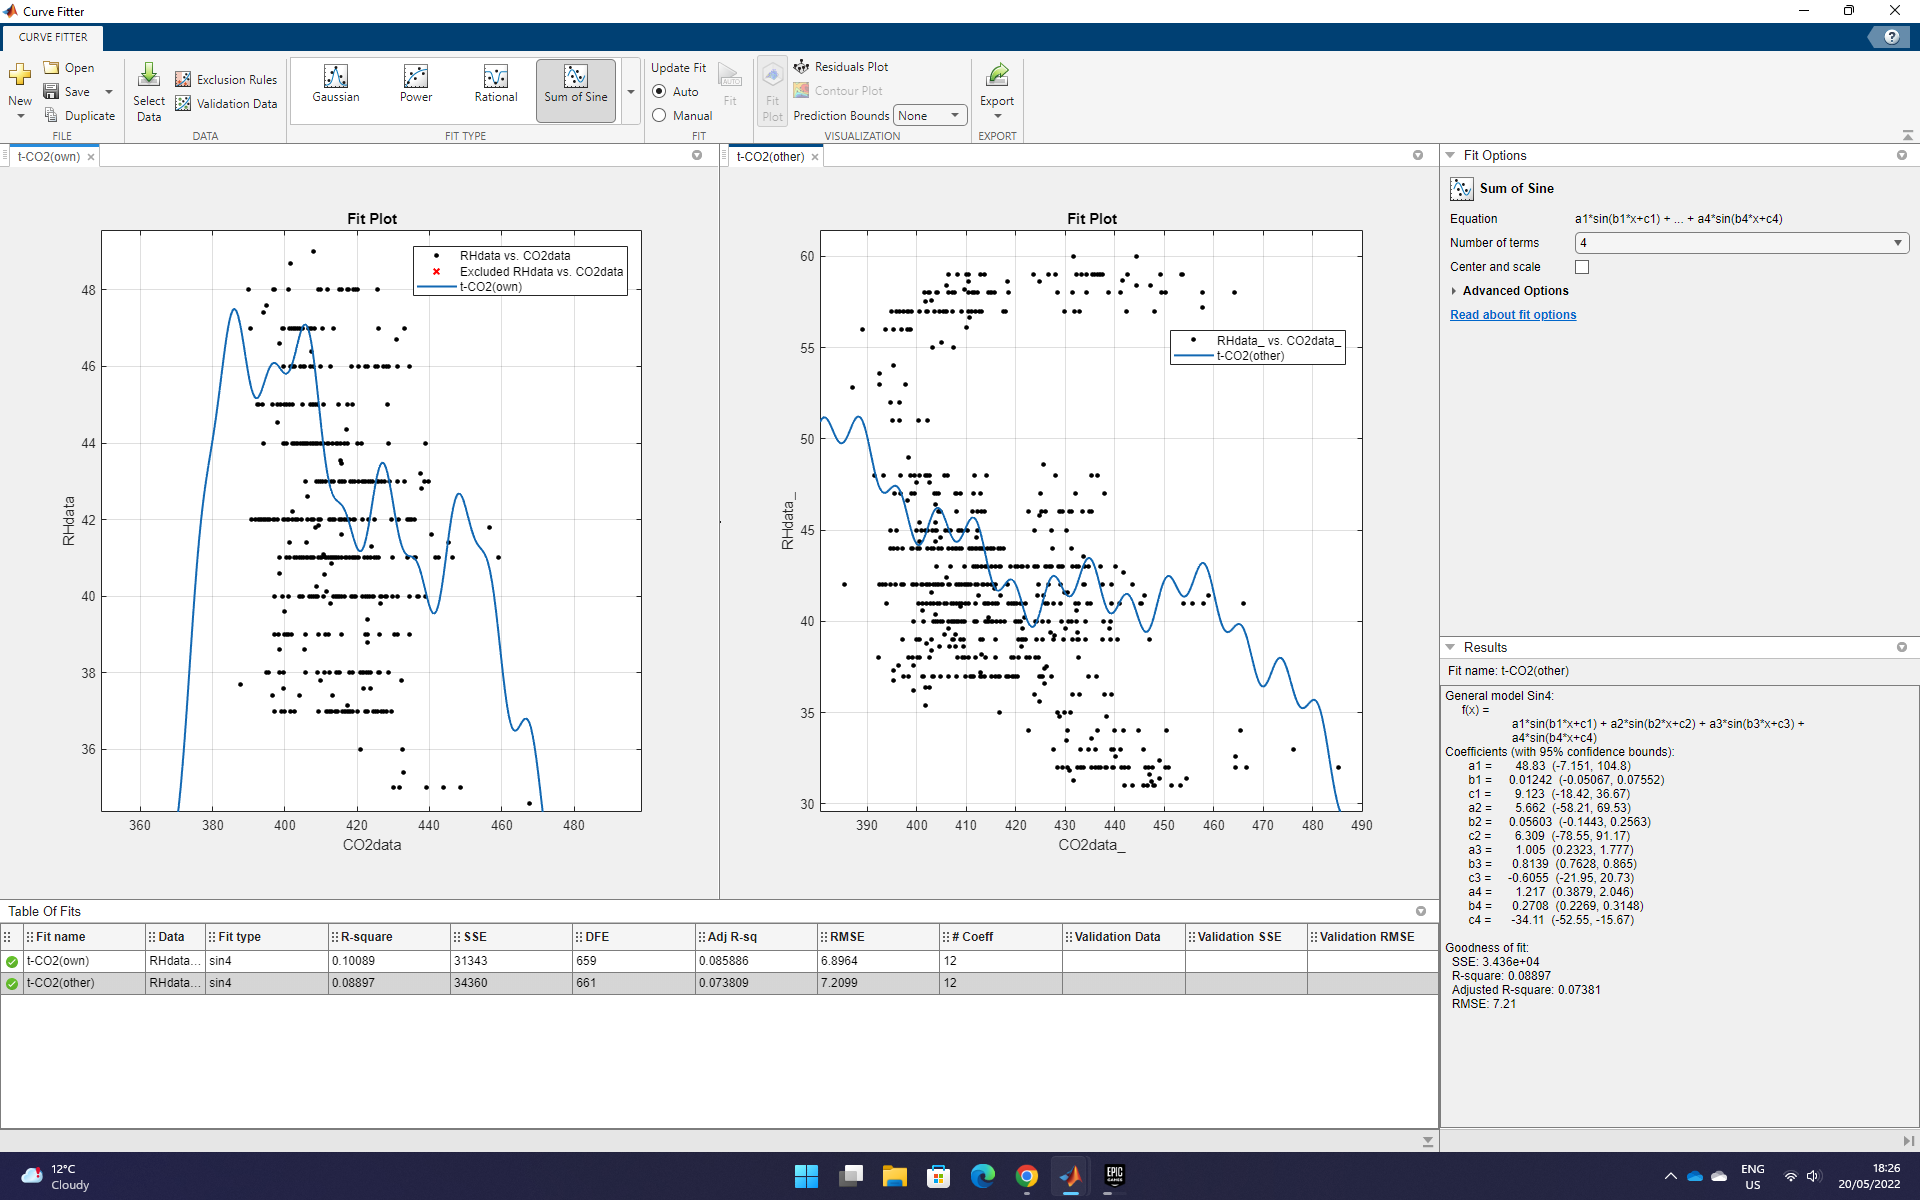 Curve Fitter
CURVE FITTER
New
Open
Save
Duplicate
FILE
Select
Data
Exclusion Rules
Validation Data
DATA
Gaussian
Power
Rational
Sum of Sine
FIT TYPE
Update Fit
Auto
Manual
AUTO
Fit
FIT
Fit
Plot
Residuals Plot
Contour Plot
Prediction Bounds None
VISUALIZATION
Export
EXPORT
t-CO2(own)
t-CO2(other)
Fit Plot
RHdata vs. CO2data
Excluded RHdata vs. CO2data
t-CO2(own)
48
46
44
42
40
38
36
RHdata
360 380 400 420 440 460 480
CO2data
Fit Plot
RHdata_ vs. CO2data_
t-CO2(other)
60
55
50
45
40
35
30
RHdata_
390 400 410 420 430 440 450 460 470 480 490
CO2data_
Fit Options
Sum of Sine
Equation a1*sin(b1*x+c1) + ... + a4*sin(b4*x+c4)
Number of terms 4
Center and scale
Advanced Options
Read about fit options
Results
Fit name: t-CO2(other)
General model Sin4:
f(x) =
a1*sin(b1*x+c1) + a2*sin(b2*x+c2) + a3*sin(b3*x+c3) +
a4*sin(b4*x+c4)
Coefficients (with 95% confidence bounds):
a1 = 48.83 (-7.151, 104.8)
b1 = 0.01242 (-0.05067, 0.07552)
c1 = 9.123 (-18.42, 36.67)
a2 = 5.662 (-58.21, 69.53)
b2 = 0.05603 (-0.1443, 0.2563)
c2 = 6.309 (-78.55, 91.17)
a3 = 1.005 (0.2323, 1.777)
b3 = 0.8139 (0.7628, 0.865)
c3 = -0.6055 (-21.95, 20.73)
a4 = 1.217 (0.3879, 2.046)
b4 = 0.2708 (0.2269, 0.3148)
c4 = -34.11 (-52.55, -15.67)
Goodness of fit:
SSE: 3.436e+04
R-square: 0.08897
Adjusted R-square: 0.07381
RMSE: 7.21
Table Of Fits
Fit name Data Fit type R-square SSE DFE Adj R-sq RMSE # Coeff Validation Data Validation SSE Validation RMSE
t-CO2(own) RHdata... sin4 0.10089 31343 659 0.085886 6.8964 12
t-CO2(other) RHdata... sin4 0.08897 34360 661 0.073809 7.2099 12
12°C
Cloudy
EPIC
GAMES
ENG
US
18:26
20/05/2022